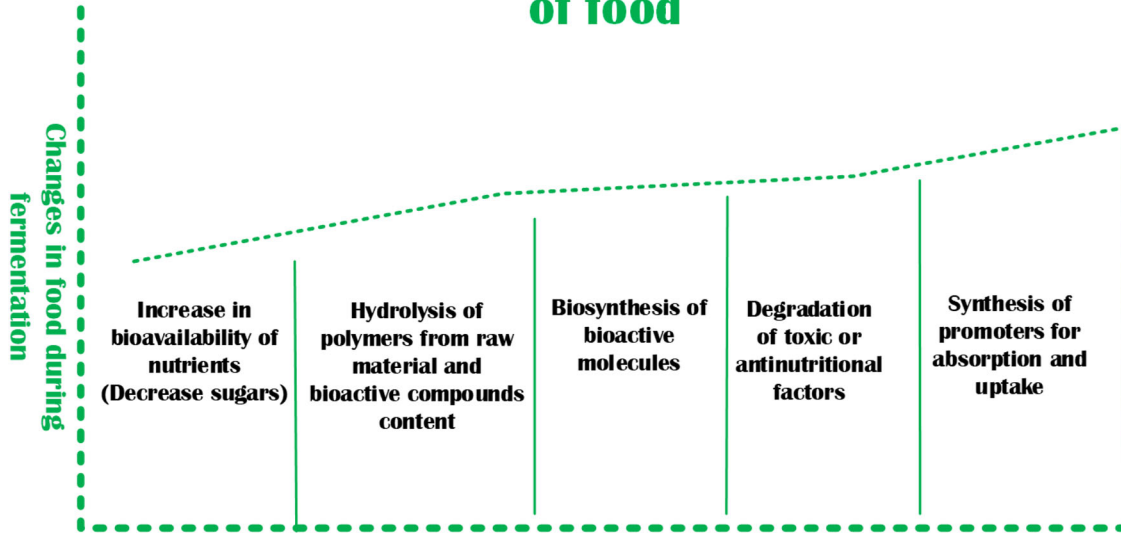 of food
Changes in food during
fermentation
Increase in
bioavailability of
nutrients
(Decrease sugars)
Hydrolysis of
polymers from raw
material and
bioactive compounds
content
Biosynthesis of
bioactive
molecules
Degradation
of toxic or
antinutritional
factors
Synthesis of
promoters for
absorption and
uptake